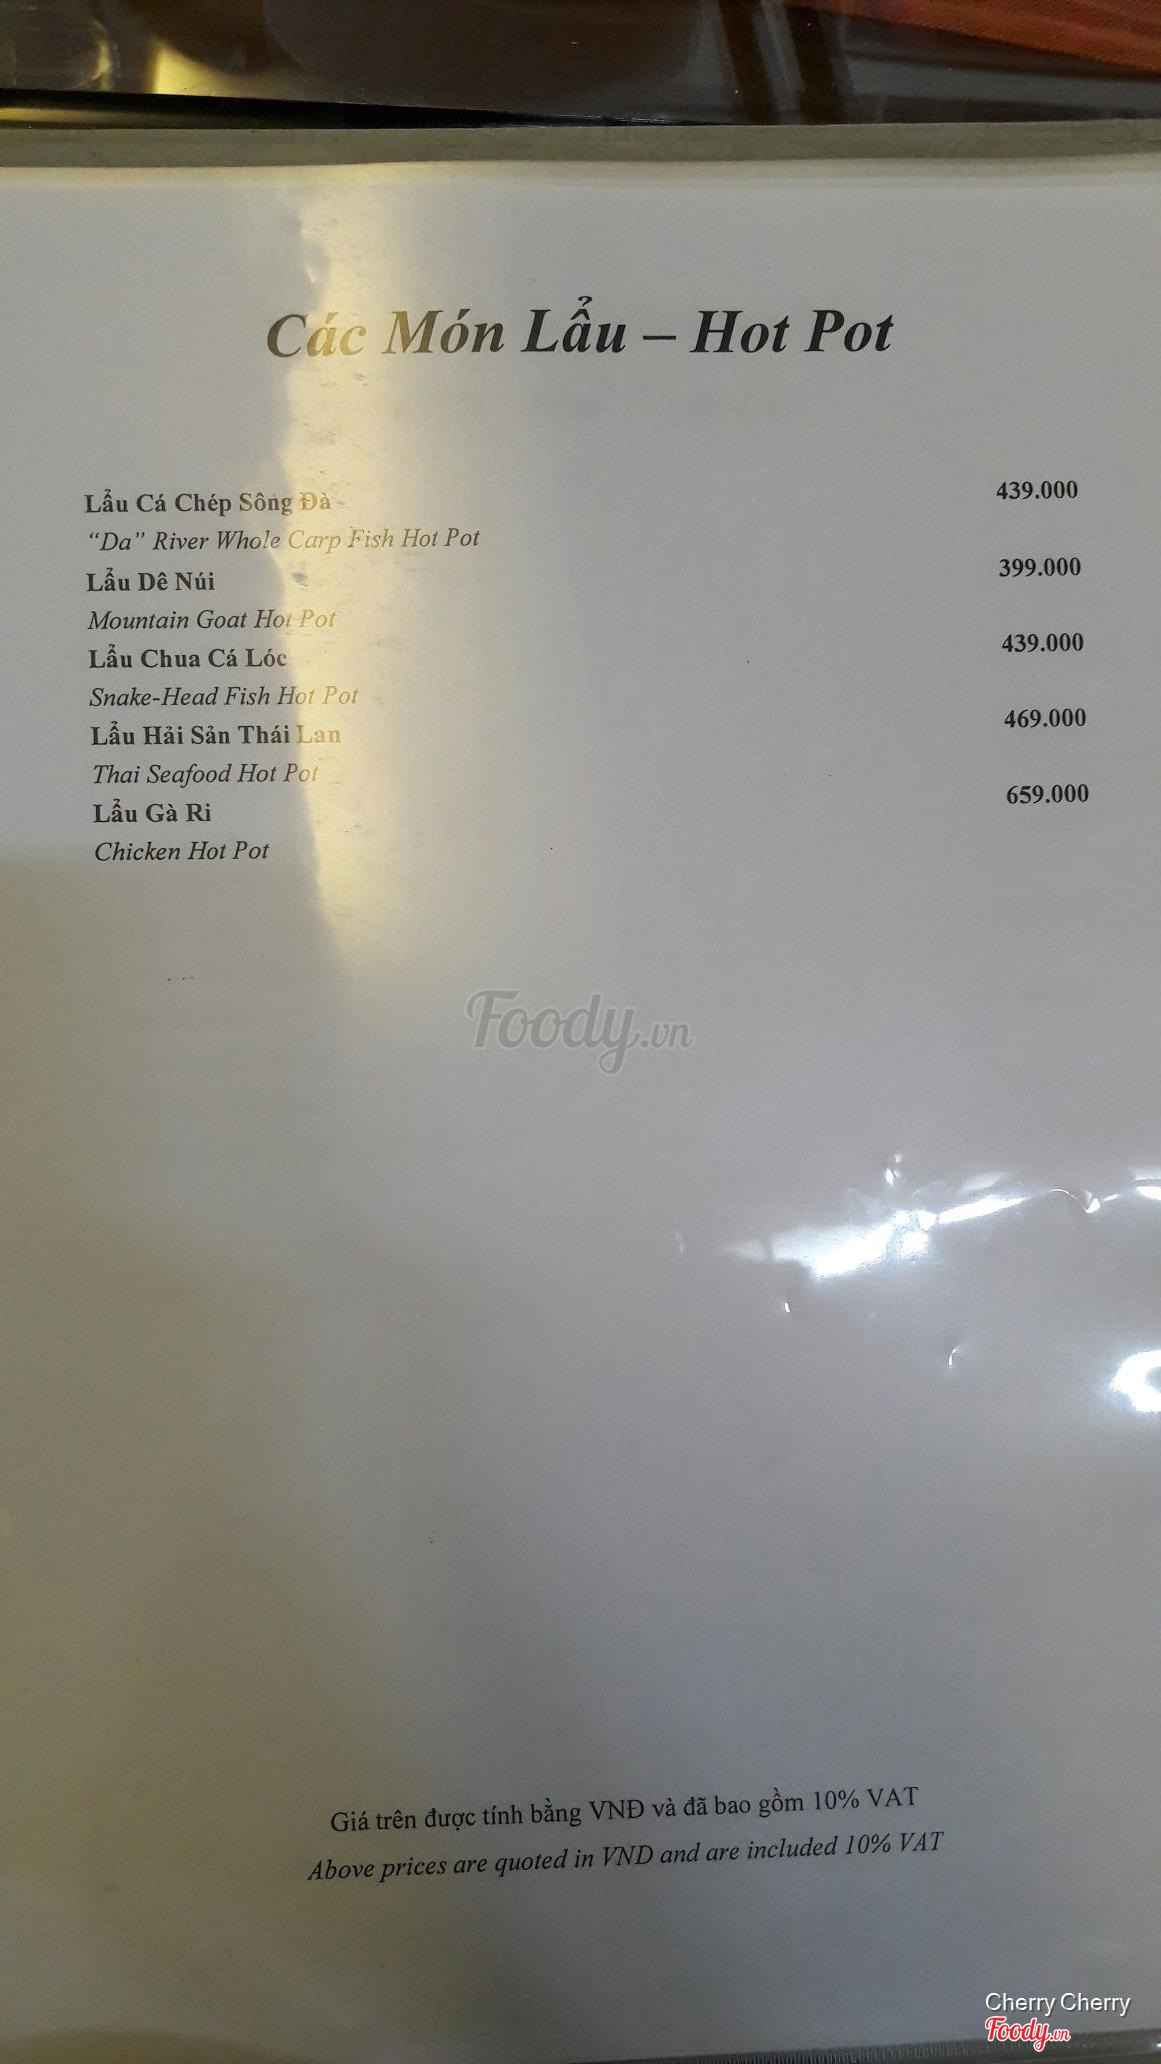 Các Món Lẩu – Hot Pot
Lẩu Cá Chép Sông Đà - 439.000
“Da” River Whole Carp Fish Hot Pot
Lẩu Dê Núi 399.000
Mountain Goat Hot Pot
Lẩu Chua Cá Lóc 439.000
Snake-Head Fish Hot Pot
Lẩu Hải Sản Thái Lan 469.000
Thai Seafood Hot Pot
Lẩu Gà Ri 659.000
Chicken Hot Pot
Foody.vn
Giá trên được tính bằng VNĐ và đã bao gồm 10% VAT
Above prices are quoted in VND and are included 10% VAT
Cherry Cherry
Foody.vn